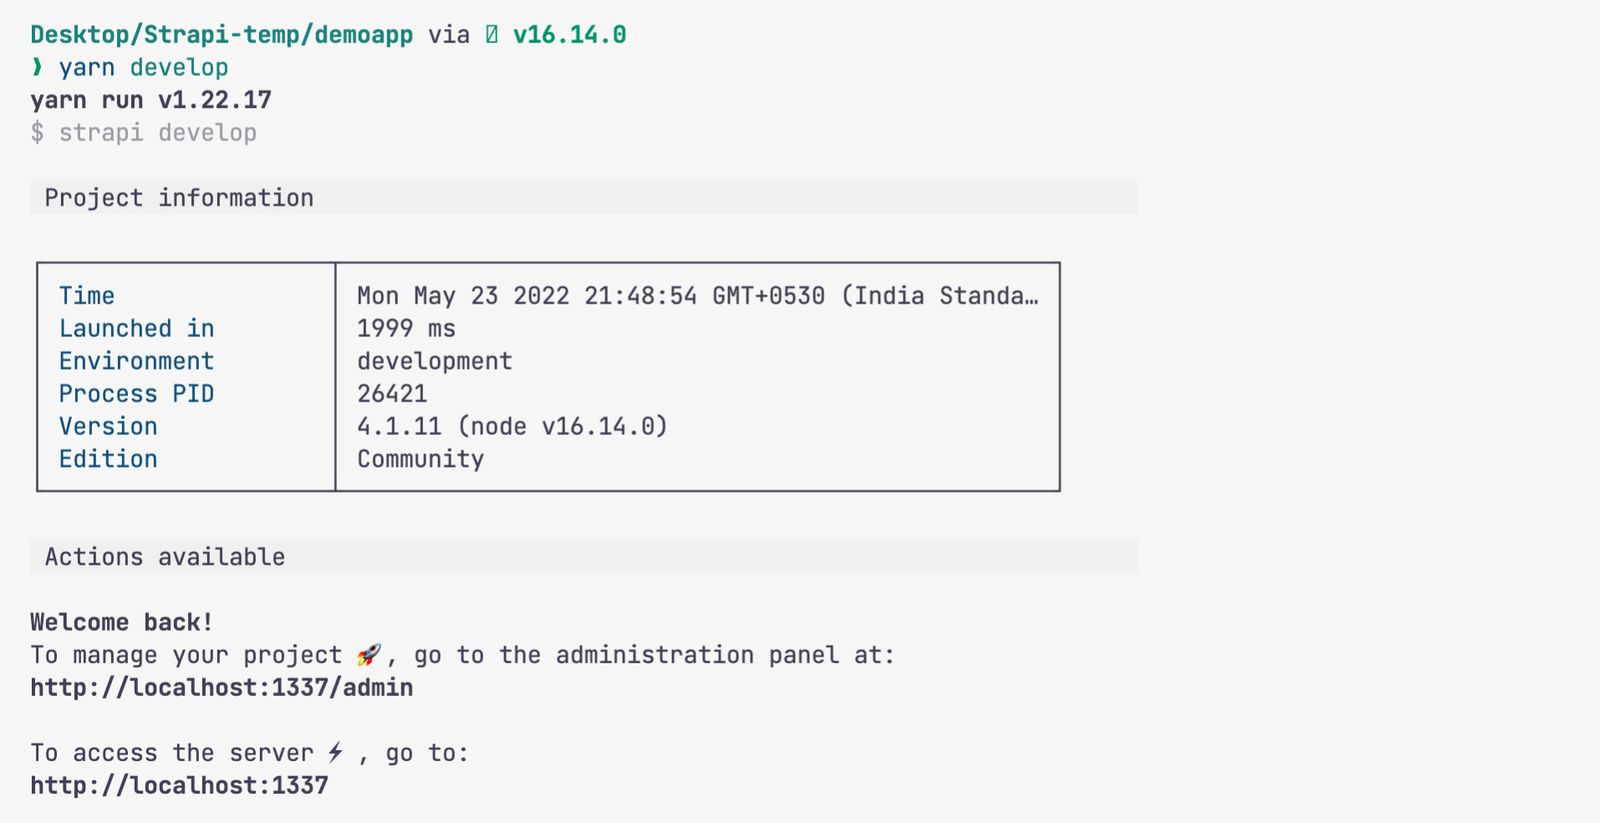 Desktop/Strapi-temp/demoapp via  v16.14.0
❯ yarn develop
yarn run v1.22.17
$ strapi develop
Project information
Time Mon May 23 2022 21:48:54 GMT+0530 (India Standa…
Launched in 1999 ms
Environment development
Process PID 26421
Version 4.1.11 (node v16.14.0)
Edition Community
Actions available
Welcome back!
To manage your project 🚀, go to the administration panel at:
http://localhost:1337/admin
To access the server ⚡ , go to:
http://localhost:1337